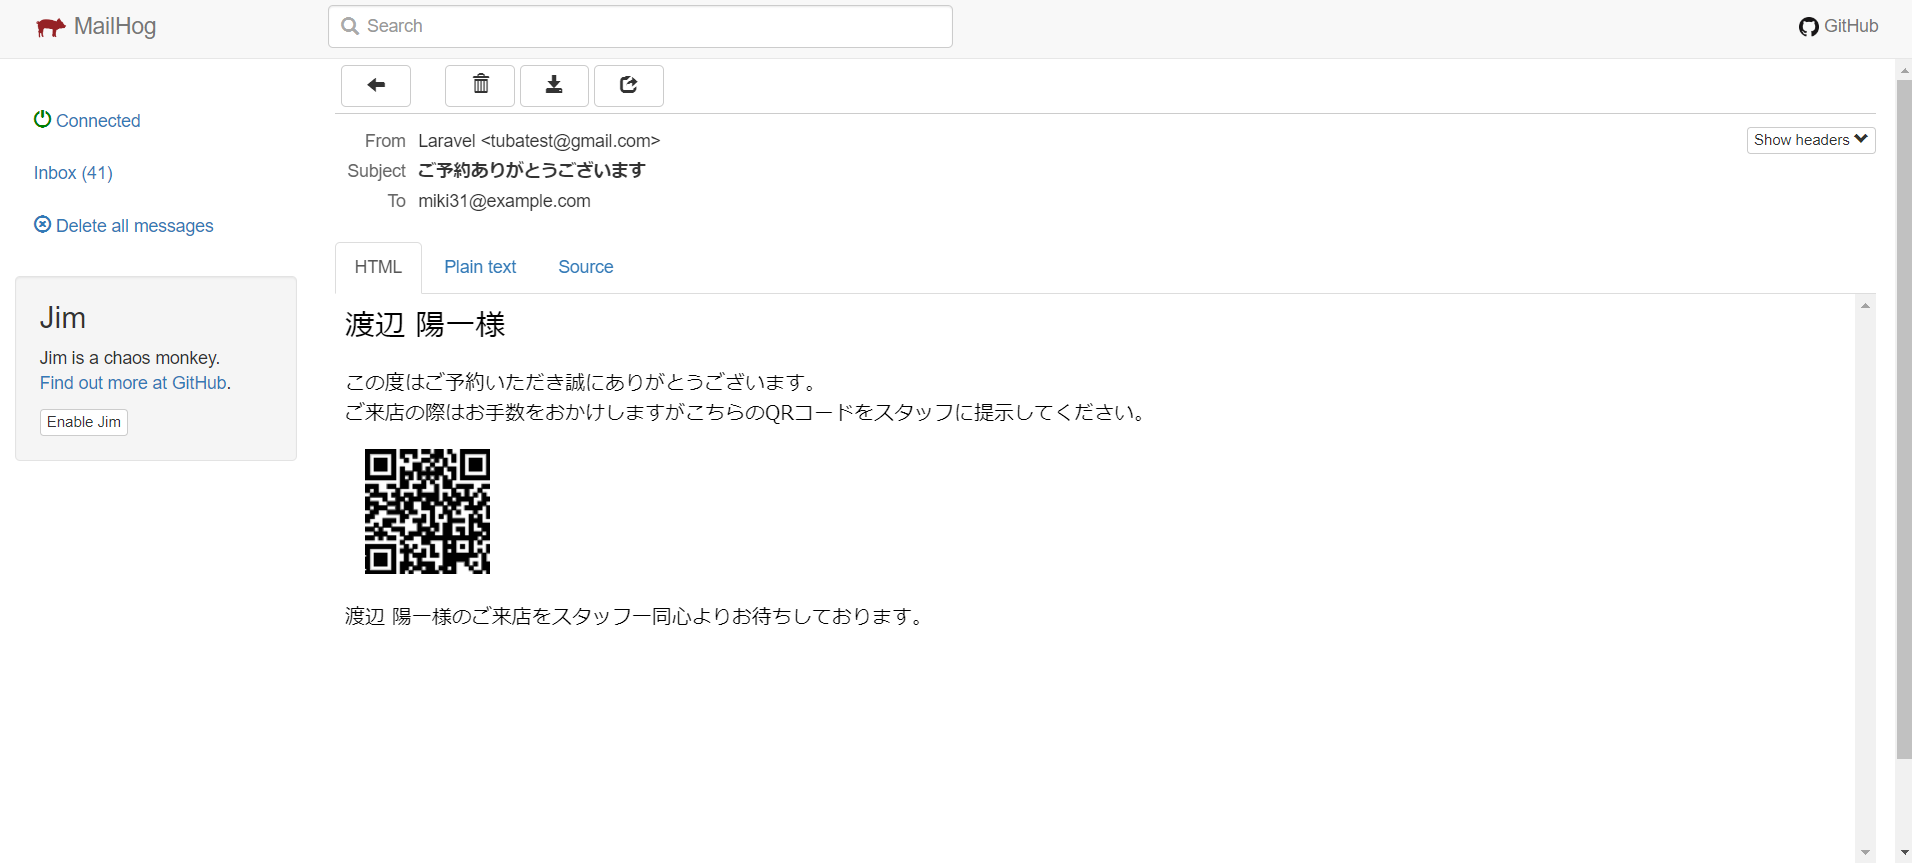 MailHog
Search
GitHub
Connected
Inbox (41)
Delete all messages
Jim
Jim is a chaos monkey.
Find out more at GitHub.
Enable Jim
From Laravel <tubatest@gmail.com>
Show headers
Subject ご予約ありがとうございます
To miki31@example.com
HTML Plain text Source
渡辺 陽一様
この度はご予約いただき誠にありがとうございます。
ご来店の際はお手数をおかけしますがこちらのQRコードをスタッフに提示してください。
渡辺 陽一様のご来店をスタッフ一同心よりお待ちしております。